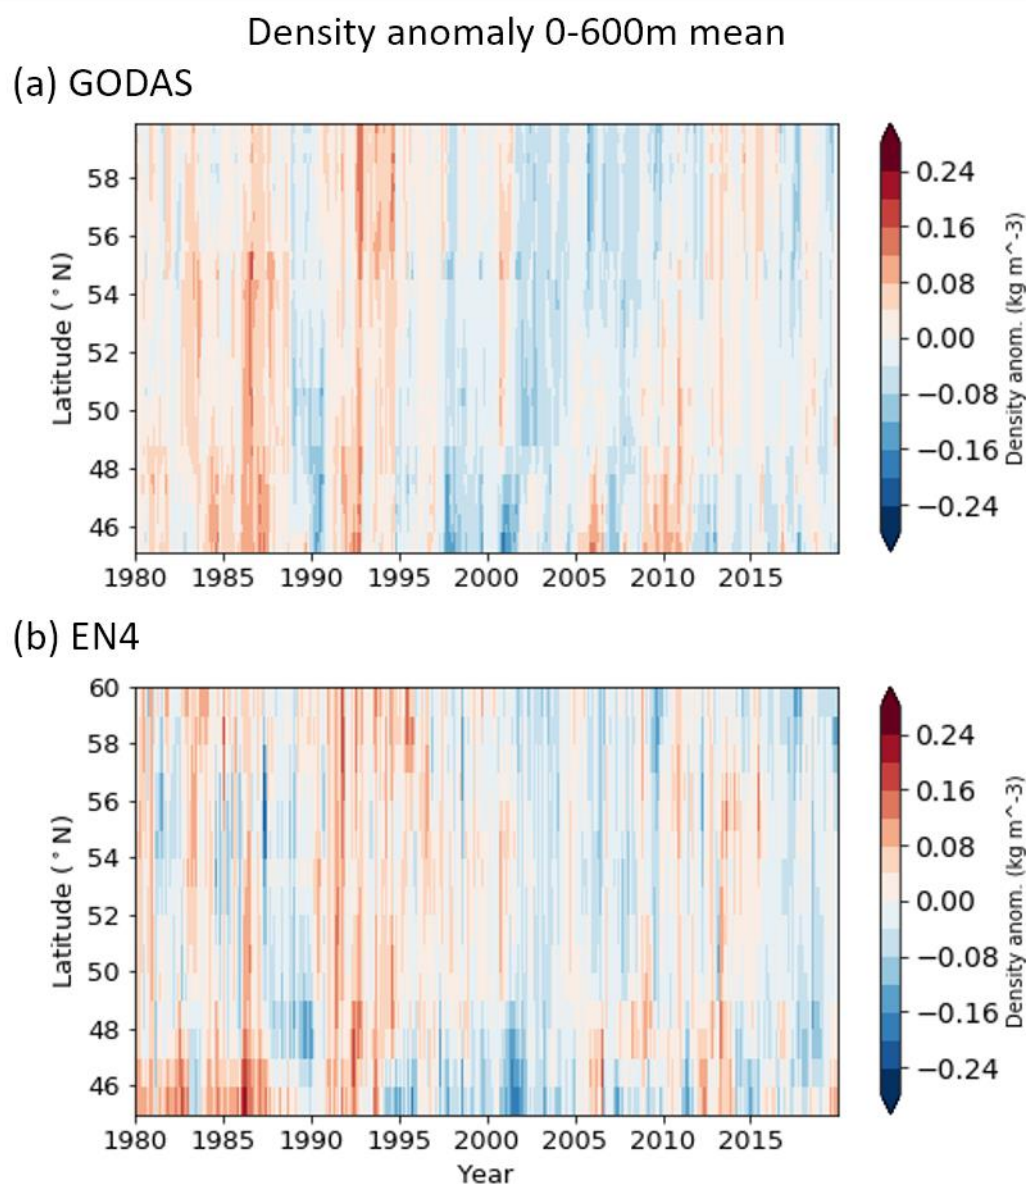 Density anomaly 0-600m mean
(a) GODAS
58
56
54
52
50
48
46
Latitude (°N)
1980 1985 1990 1995 2000 2005 2010 2015
0.24
0.16
0.08
0.00
−0.08
−0.16
−0.24
Density anom. (kg m^-3)
(b) EN4
60
58
56
54
52
50
48
46
Latitude (°N)
1980 1985 1990 1995 2000 2005 2010 2015
Year
0.24
0.16
0.08
0.00
−0.08
−0.16
−0.24
Density anom. (kg m^-3)